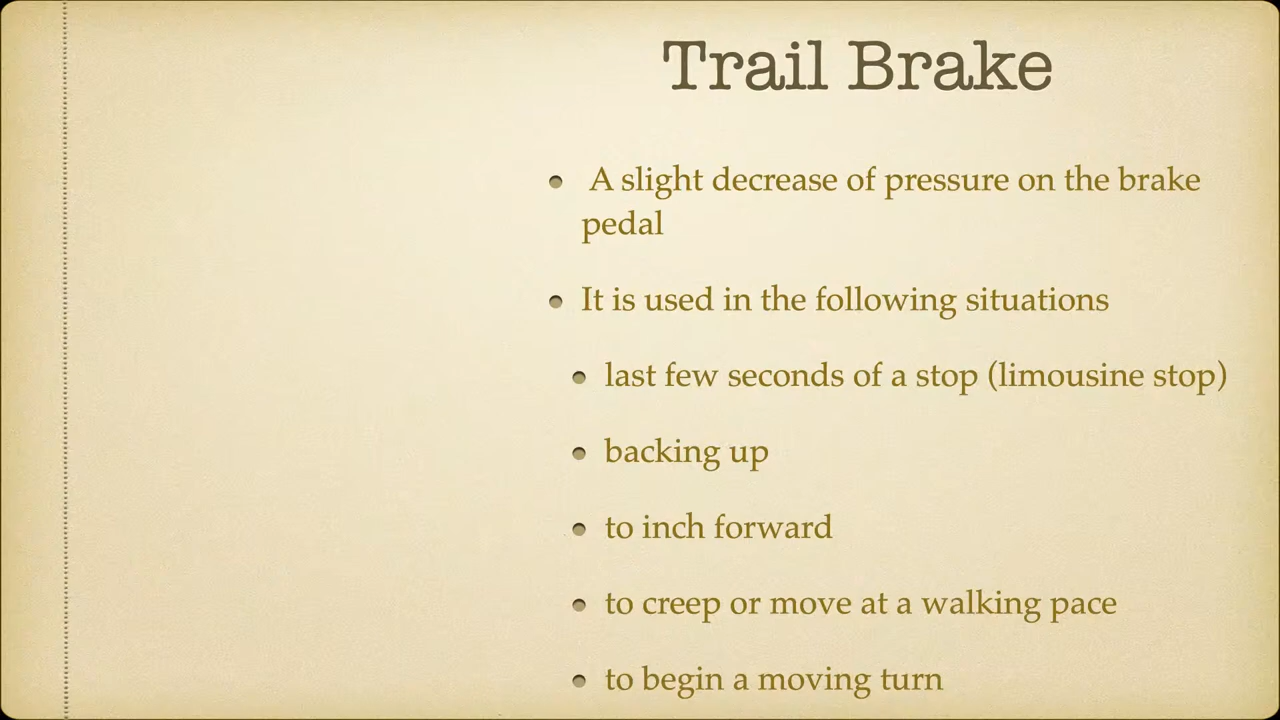 Trail Brake
A slight decrease of pressure on the brake
pedal
It is used in the following situations
last few seconds of a stop (limousine stop)
backing up
to inch forward
to creep or move at a walking pace
to begin a moving turn